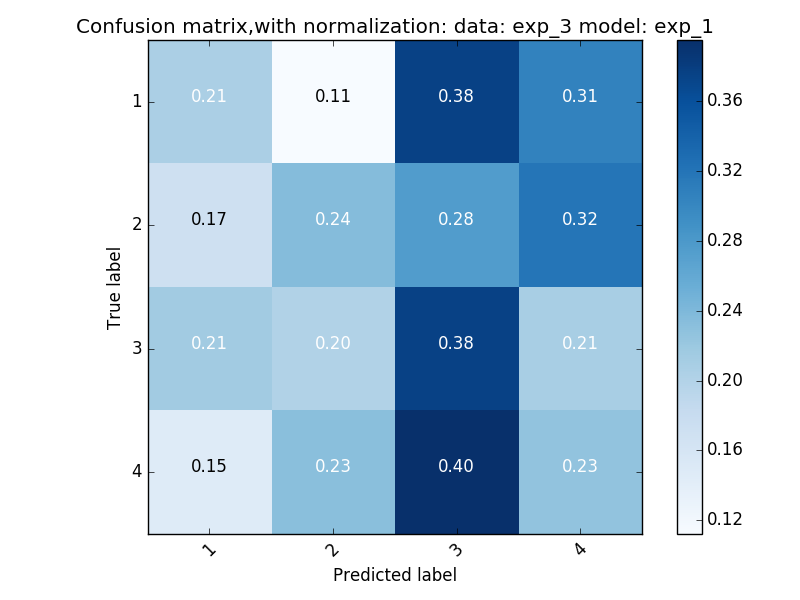 Confusion matrix,with normalization: data: exp_3 model: exp_1
True label
1
0.21 0.11 0.38 0.31
2
0.17 0.24 0.28 0.32
3
0.21 0.20 0.38 0.21
4
0.15 0.23 0.40 0.23
1 2 3 4
Predicted label
0.36
0.32
0.28
0.24
0.20
0.16
0.12